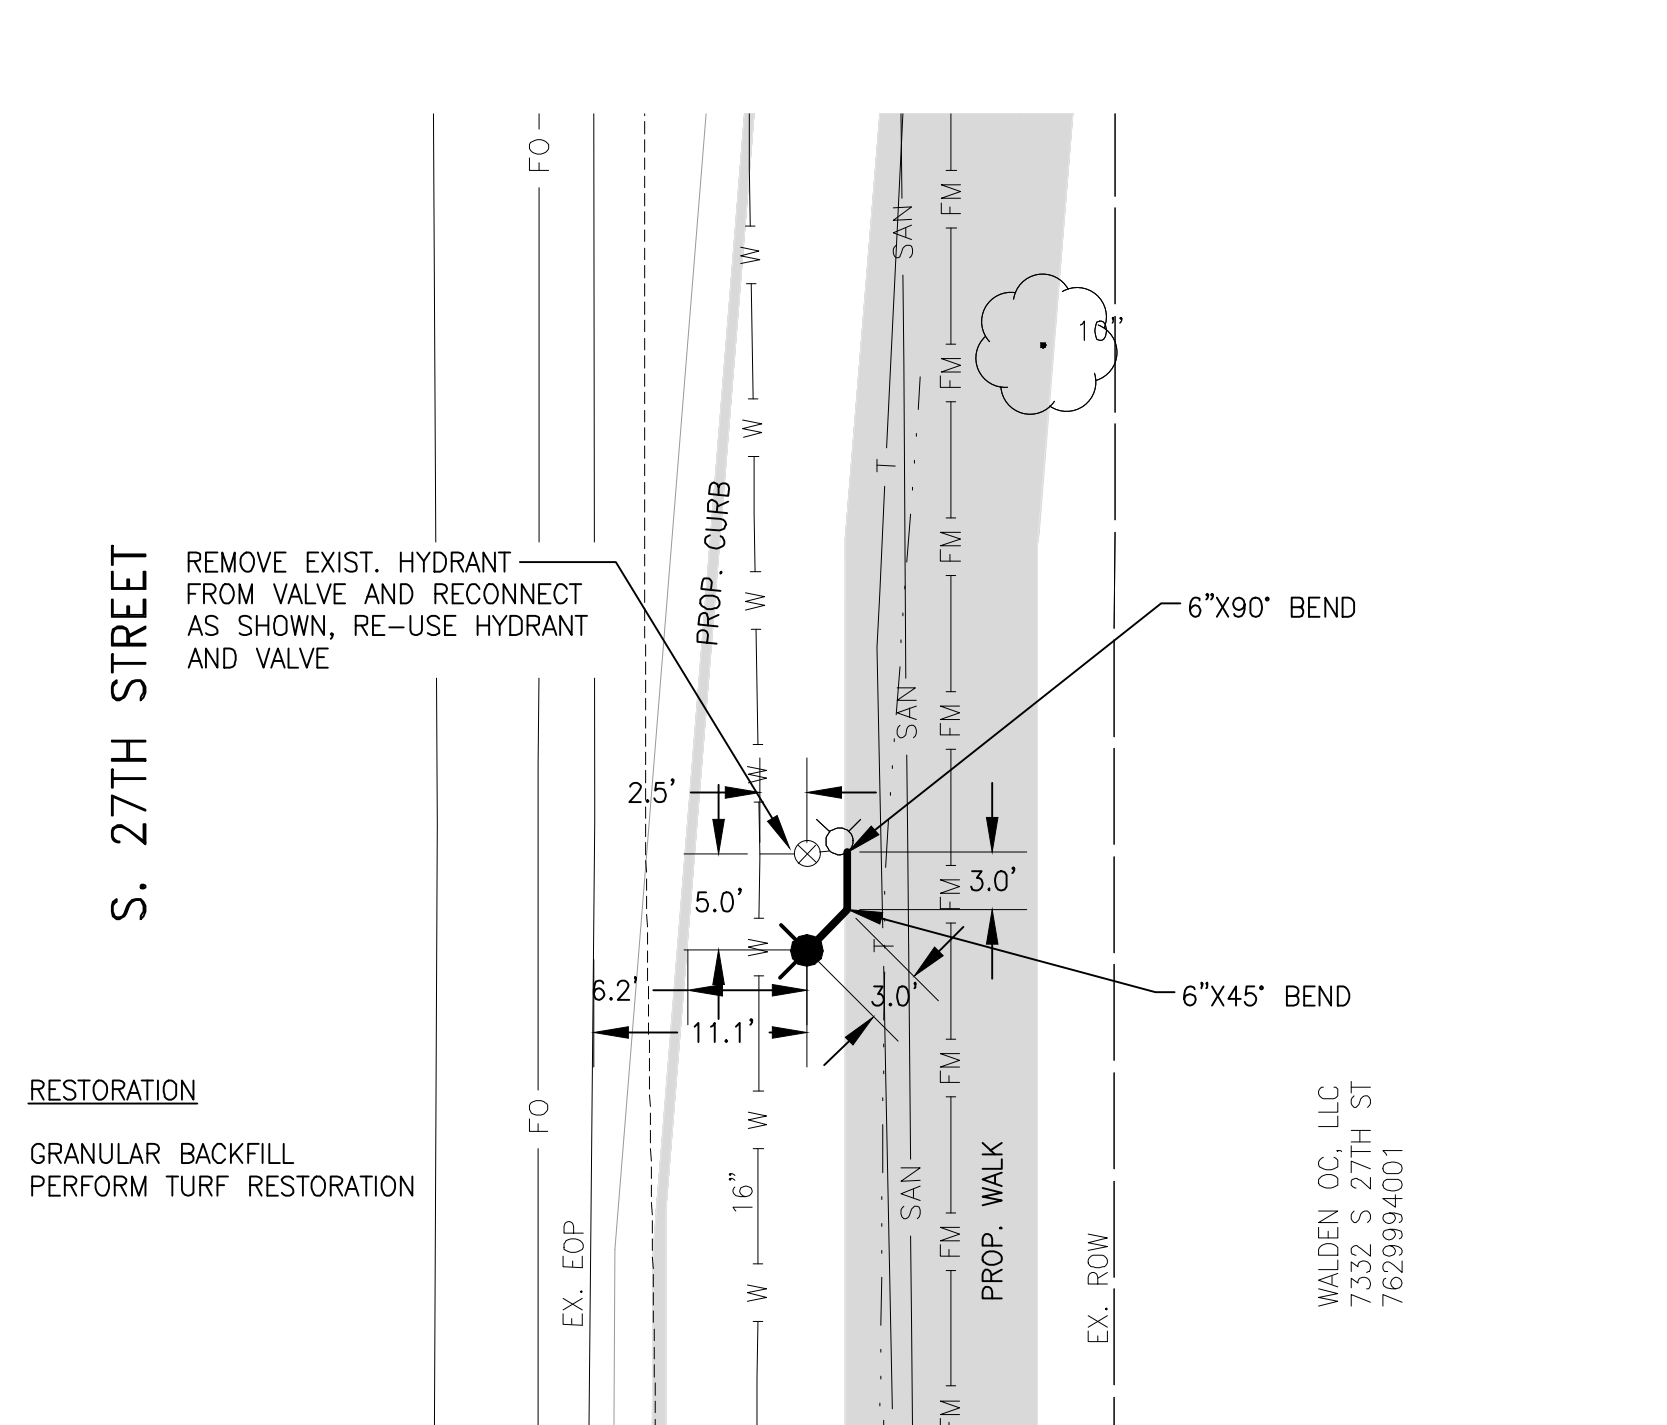 FO
SAN
FM
W
10"
FM
W
T
PROP. CURB
FM
S. 27TH STREET
REMOVE EXIST. HYDRANT
FROM VALVE AND RECONNECT
AS SHOWN, RE-USE HYDRANT
AND VALVE
W
6"X90° BEND
SAN
FM
W
2.5'
5.0'
FM
3.0'
W
T
6.2'
3.0'
6"X45° BEND
11.1'
FM
RESTORATION
GRANULAR BACKFILL
PERFORM TURF RESTORATION
FO
W
16"
SAN
FM
PROP. WALK
EX. EOP
W
EX. ROW
WALDEN OC, LLC
7332 S 27TH ST
7629994001
FM